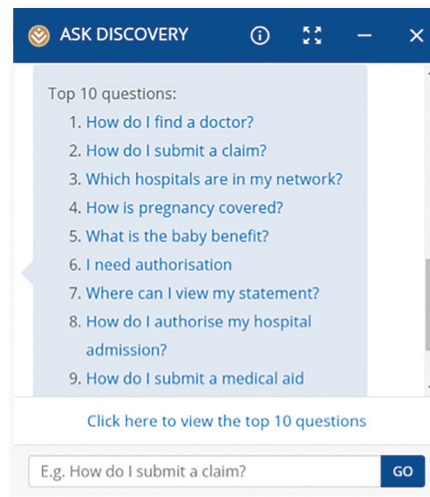 ASK DISCOVERY
Top 10 questions:
1. How do I find a doctor?
2. How do I submit a claim?
3. Which hospitals are in my network?
4. How is pregnancy covered?
5. What is the baby benefit?
6. I need authorisation
7. Where can I view my statement?
8. How do I authorise my hospital
admission?
9. How do I submit a medical aid
Click here to view the top 10 questions
E.g. How do I submit a claim?
GO